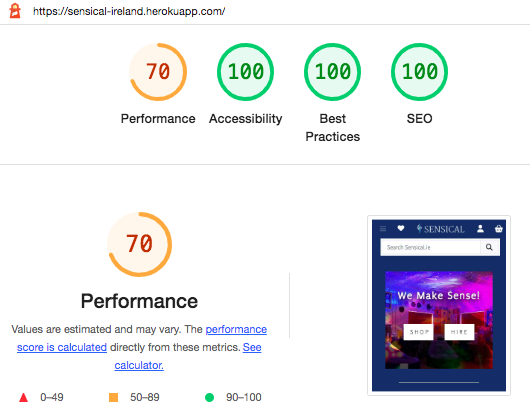 https://sensical-ireland.herokuapp.com/
70 100 100 100
Performance Accessibility Best Practices SEO
70
Performance
Values are estimated and may vary. The performance
score is calculated directly from these metrics. See
calculator.
0–49 50–89 90–100
SENSICAL
Search Sensical.ie
We Make Sense!
SHOP HIRE